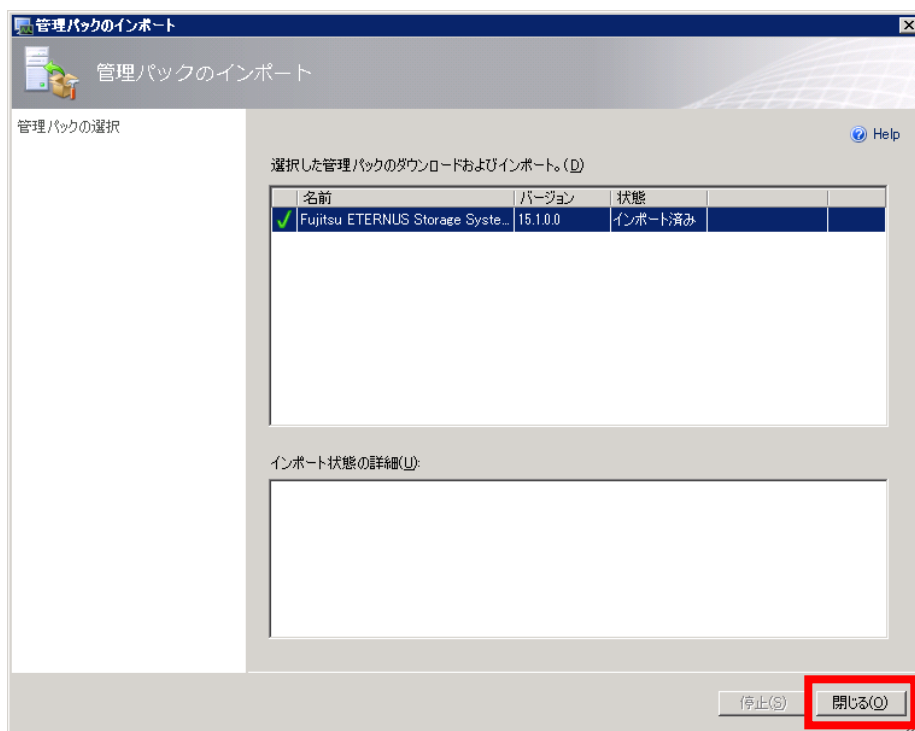 管理パックのインポート
管理パックのインポート
管理パックの選択
Help
選択した管理パックのダウンロードおよびインポート。(D)
名前 バージョン 状態
Fujitsu ETERNUS Storage Syste... 15.1.0.0 インポート済み
インポート状態の詳細(U):
停止(S) 閉じる(O)